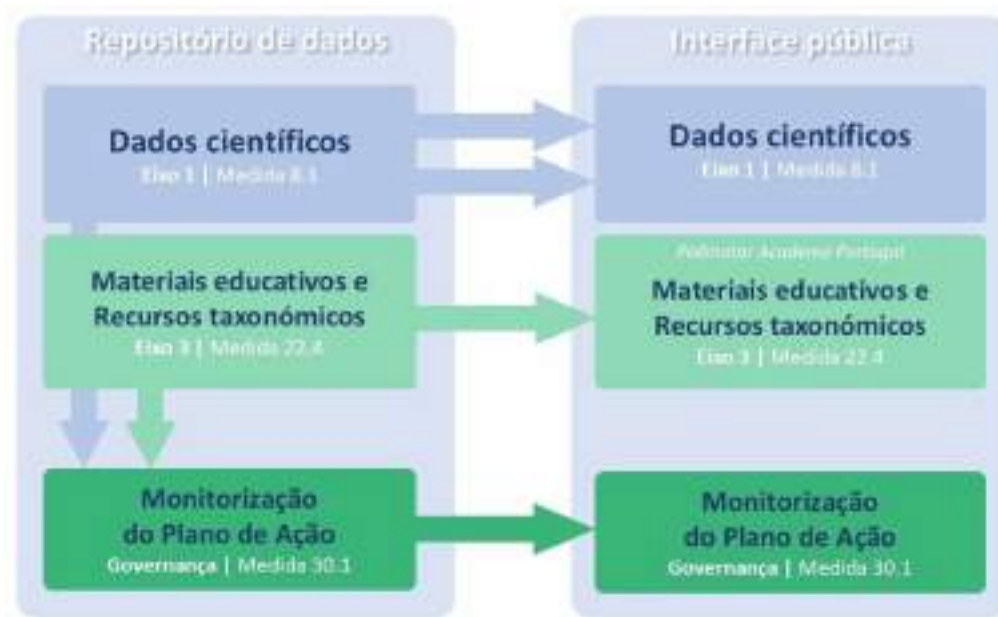 Repositório de dados
Dados científicos
Eixo 1 | Medida 8.1
Materiais educativos e
Recursos taxonómicos
Eixo 3 | Medida 22.4
Monitorização
do Plano de Ação
Governança | Medida 30.1
Interface pública
Dados científicos
Eixo 1 | Medida 8.1
Academy Portugal
Materiais educativos e
Recursos taxonómicos
Eixo 3 | Medida 22.4
Monitorização
do Plano de Ação
Governança | Medida 30.1